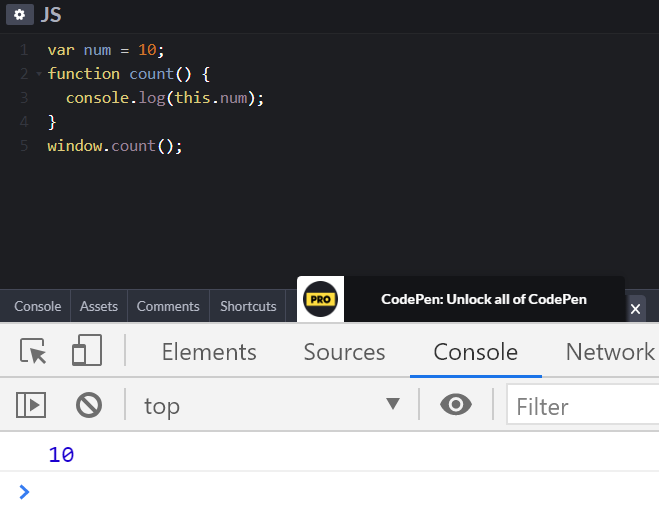 JS
1 var num = 10;
2 function count() {
3 console.log(this.num);
4 }
5 window.count();
Console Assets Comments Shortcuts PRO CodePen: Unlock all of CodePen x
Elements Sources Console Network
top Filter
10